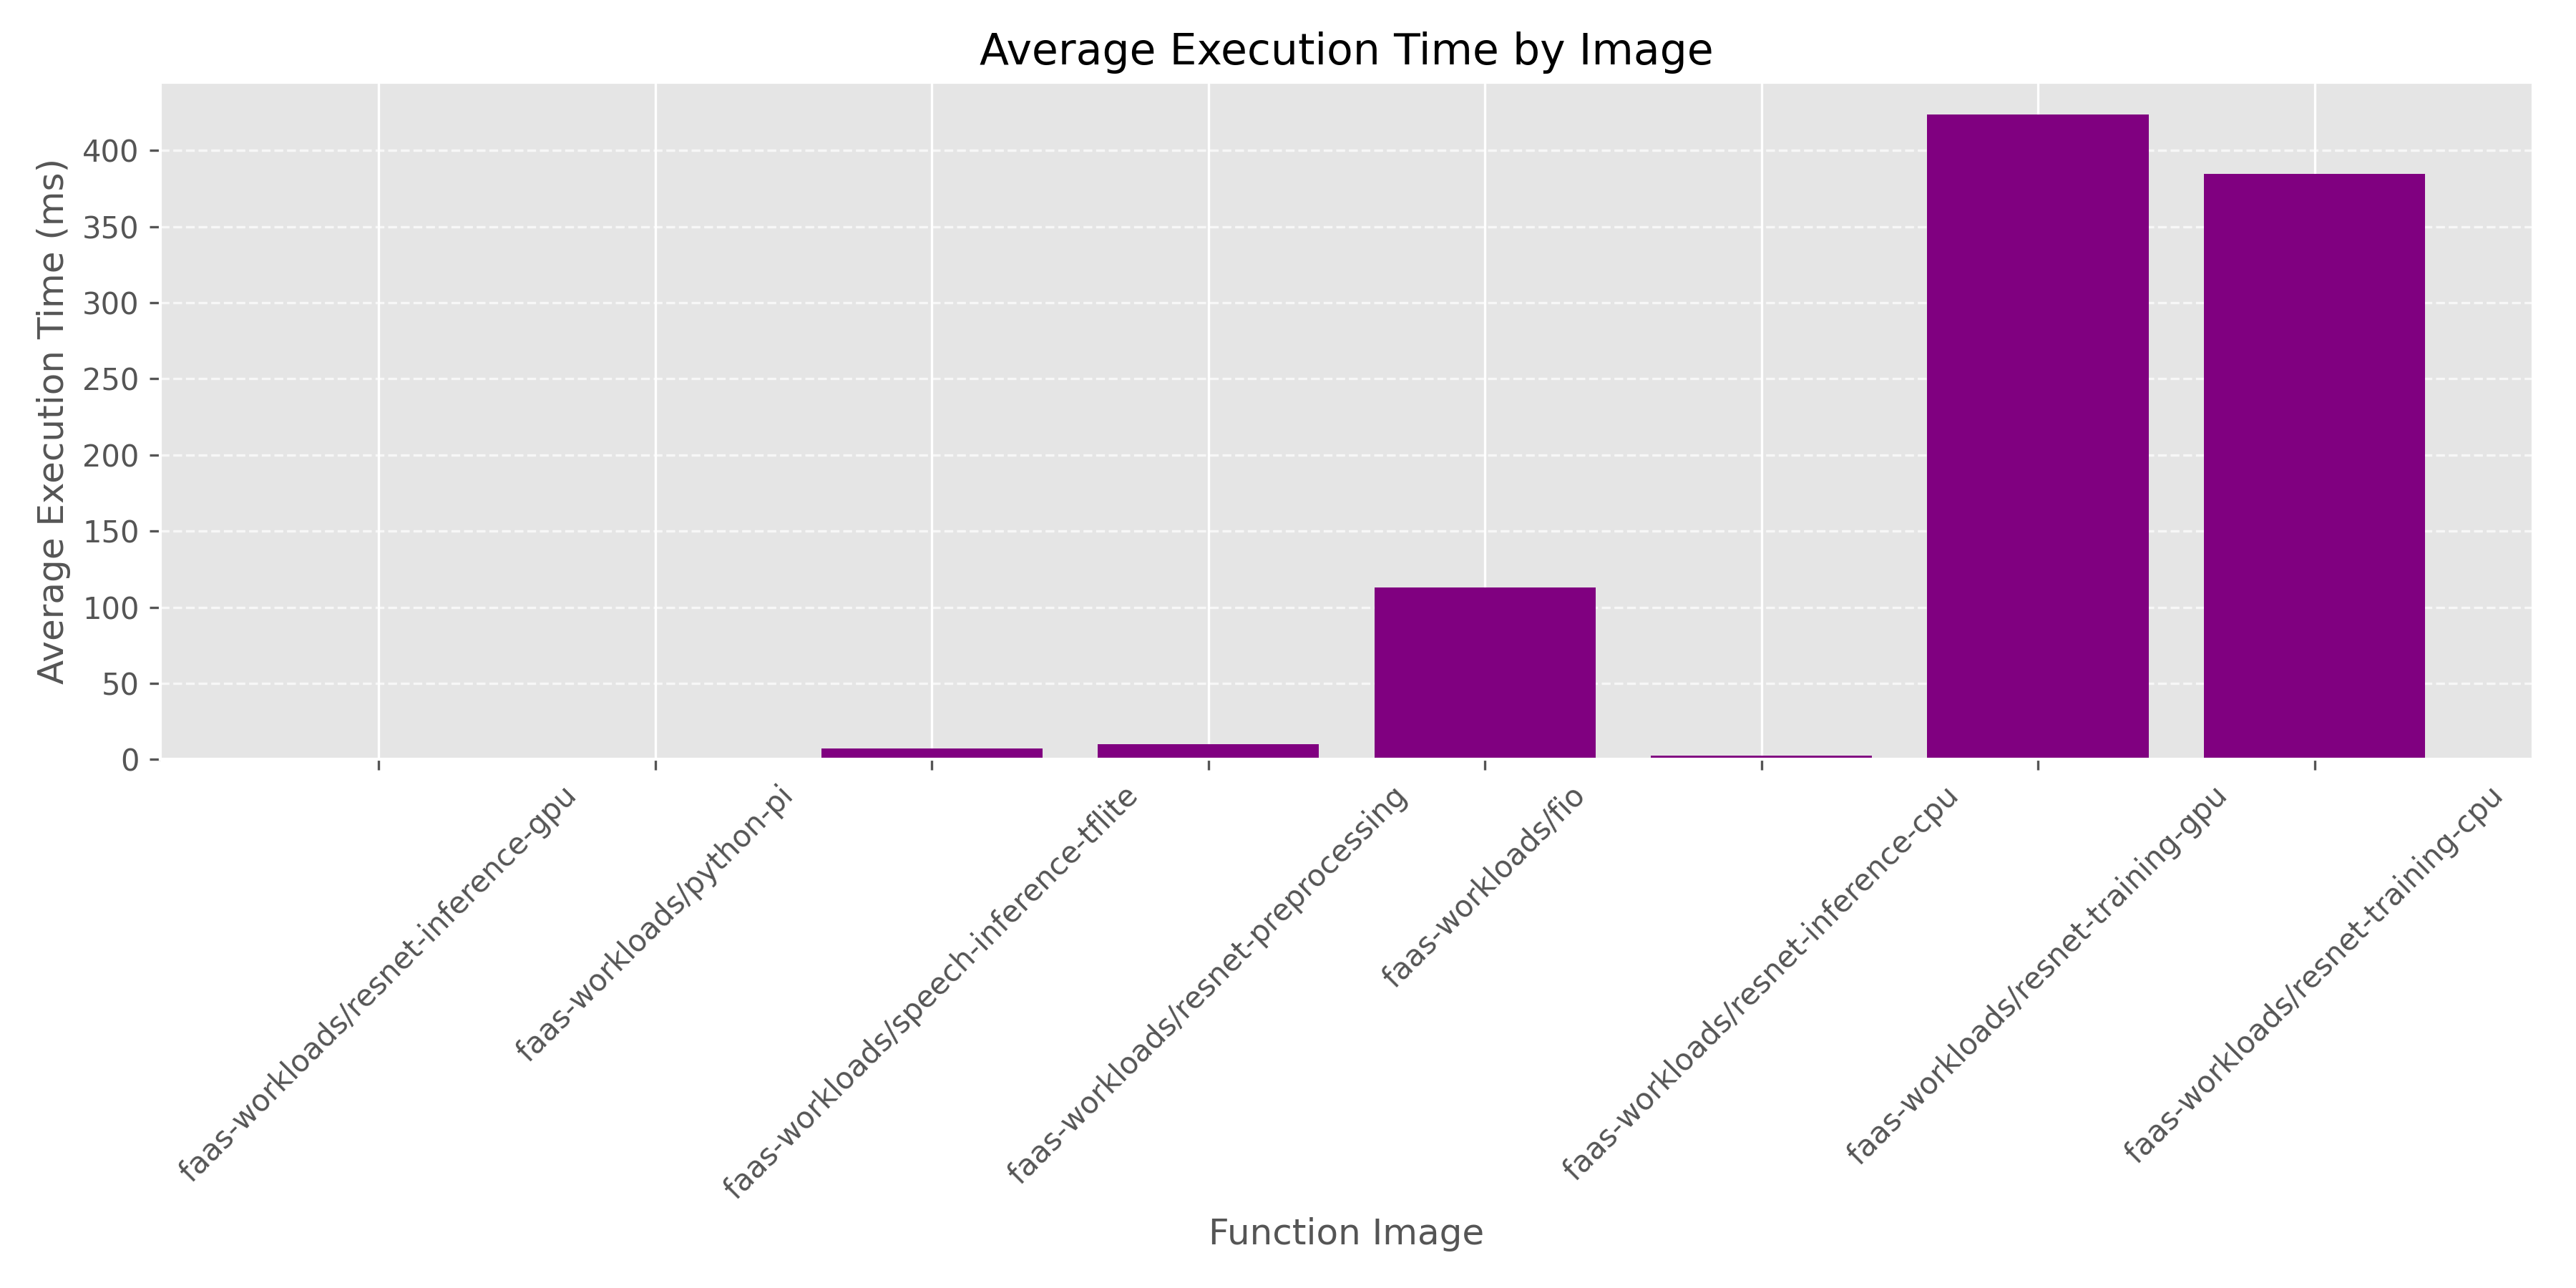 Average Execution Time by Image
Average Execution Time (ms)
400
350
300
250
200
150
100
50
0
faas-workloads/resnet-inference-gpu
faas-workloads/python-pi
faas-workloads/speech-inference-tflite
faas-workloads/resnet-preprocessing
faas-workloads/fio
faas-workloads/resnet-inference-cpu
faas-workloads/resnet-training-gpu
faas-workloads/resnet-training-cpu
Function Image